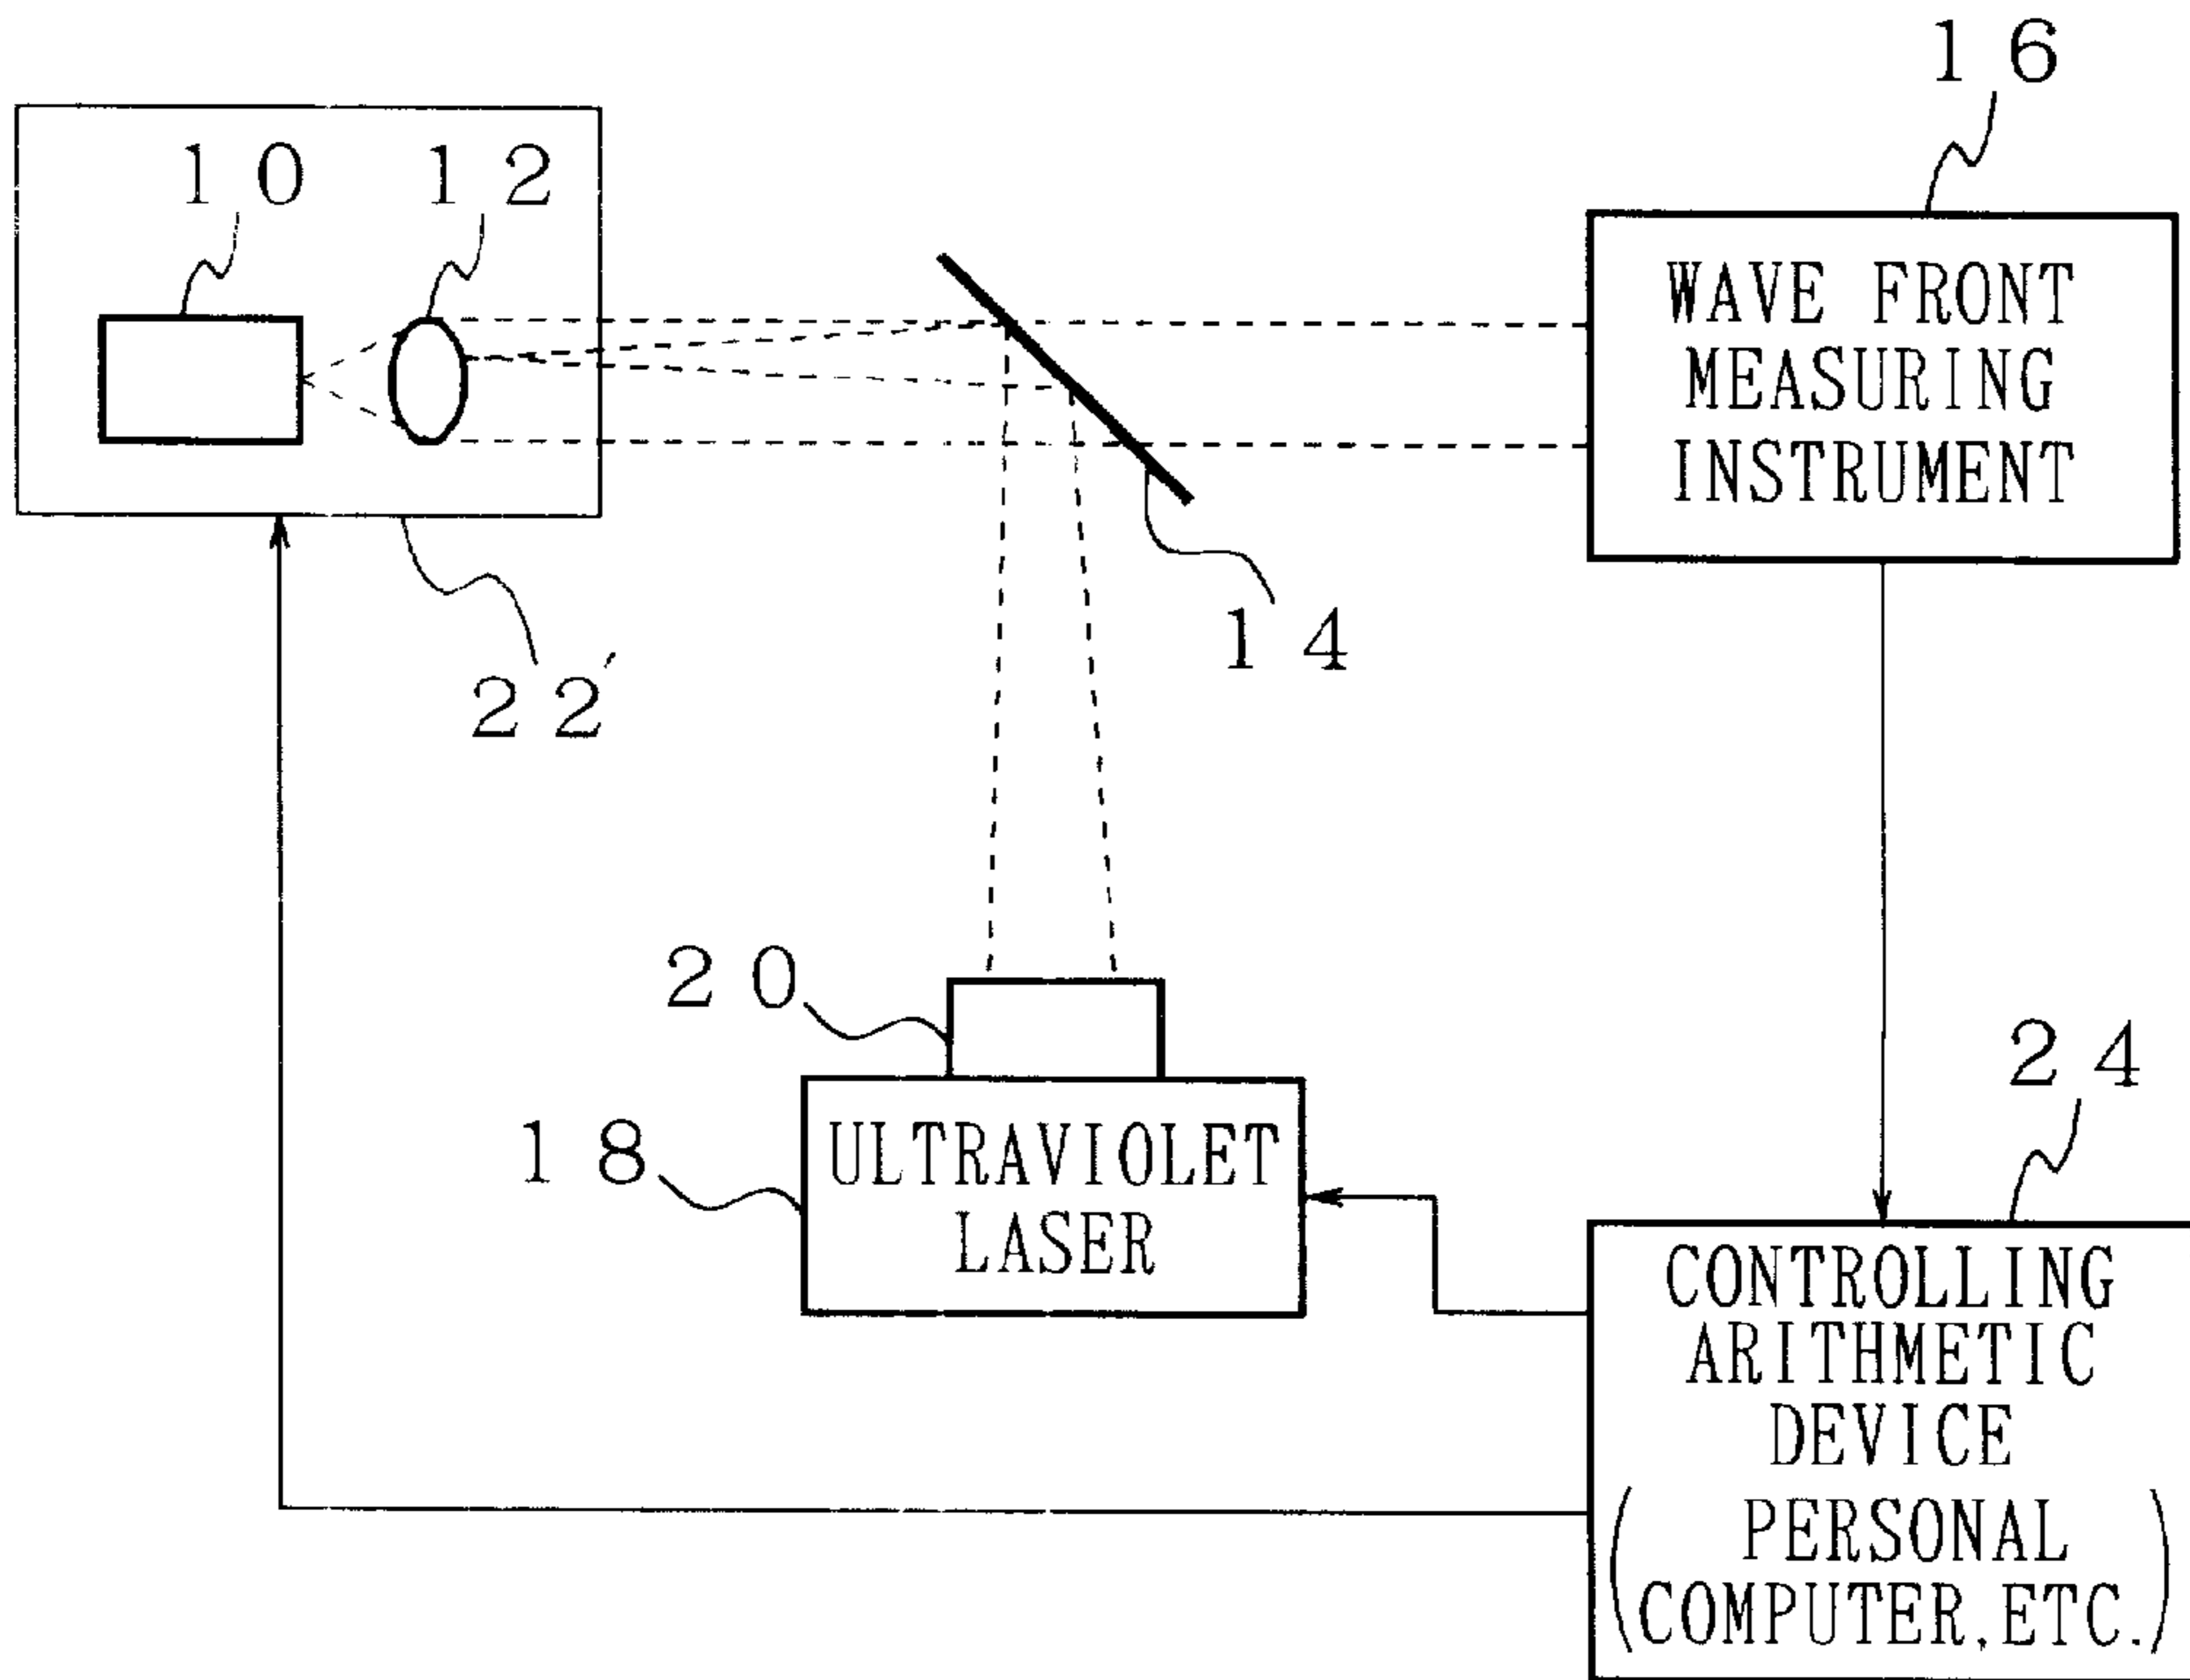 16
10
12
WAVE FRONT
MEASURING
INSTRUMENT
14
22′
20
24
18
ULTRAVIOLET
LASER
CONTROLLING
ARITHMETIC
DEVICE
(PERSONAL
COMPUTER,ETC.)